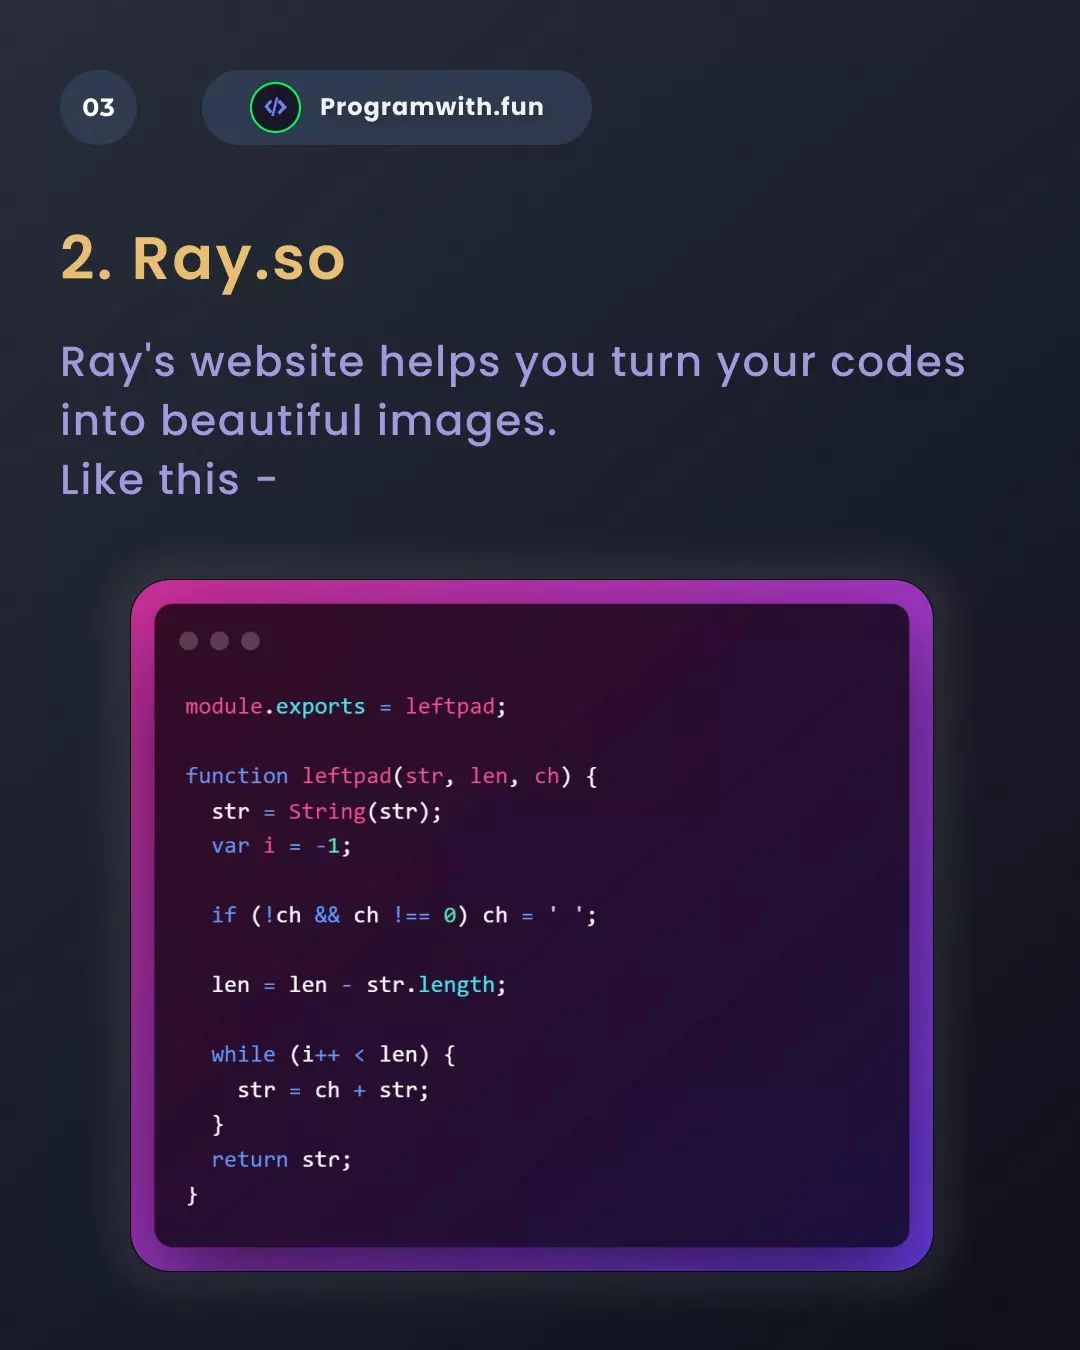 03
</> Programwith.fun
2. Ray.so
Ray's website helps you turn your codes
into beautiful images.
Like this -
module.exports = leftpad;
function leftpad(str, len, ch) {
  str = String(str);
  var i = -1;
  if (!ch && ch !== 0) ch = ' ';
  len = len - str.length;
  while (i++ < len) {
    str = ch + str;
  }
  return str;
}